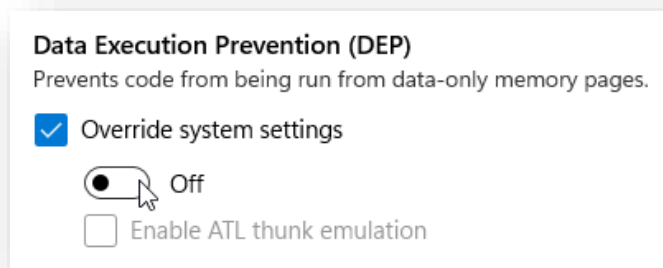 Data Execution Prevention (DEP)
Prevents code from being run from data-only memory pages.
Override system settings
Off
Enable ATL thunk emulation